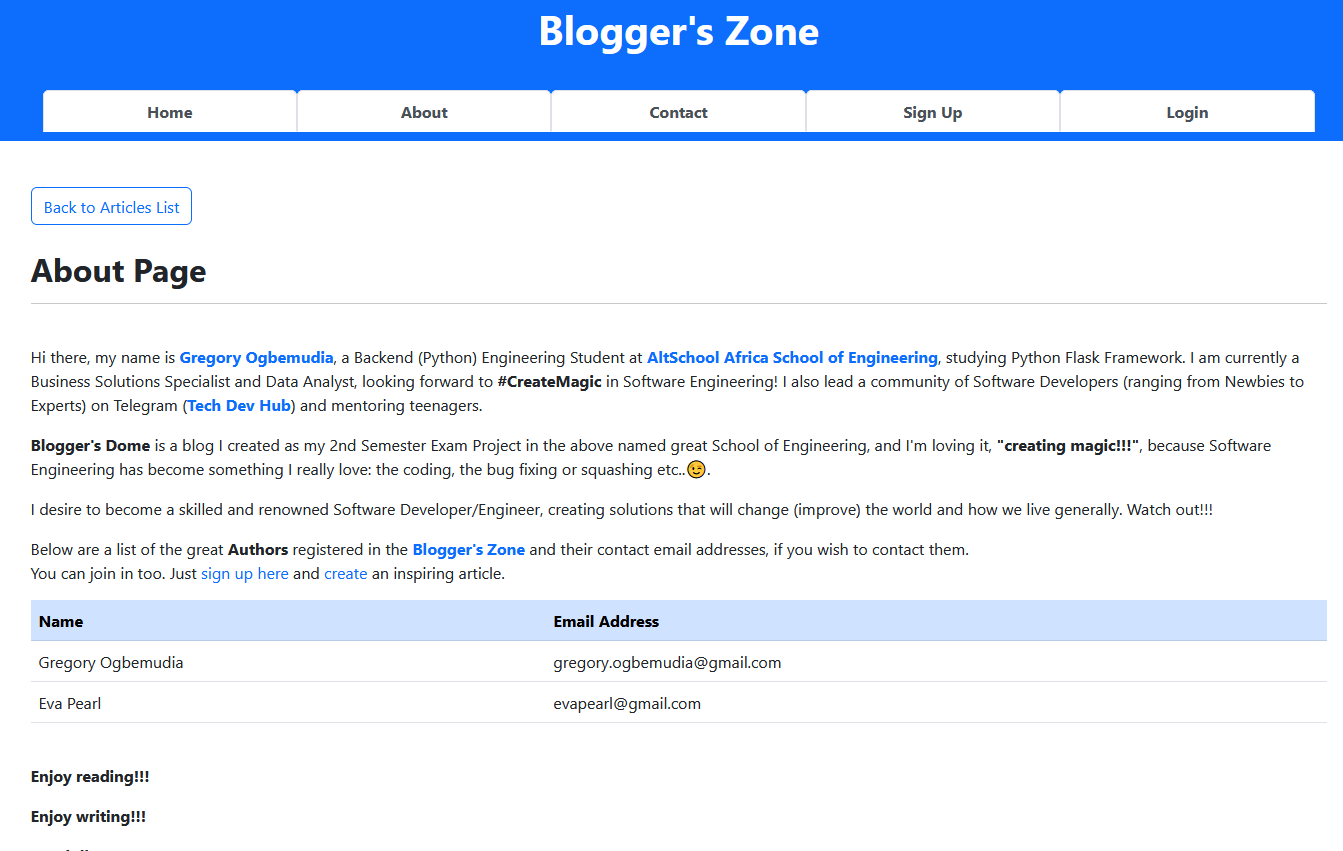 Blogger's Zone
Home About Contact Sign Up Login
Back to Articles List
About Page
Hi there, my name is Gregory Ogbemudia, a Backend (Python) Engineering Student at AltSchool Africa School of Engineering, studying Python Flask Framework. I am currently a
Business Solutions Specialist and Data Analyst, looking forward to #CreateMagic in Software Engineering! I also lead a community of Software Developers (ranging from Newbies to
Experts) on Telegram (Tech Dev Hub) and mentoring teenagers.
Blogger's Dome is a blog I created as my 2nd Semester Exam Project in the above named great School of Engineering, and I'm loving it, "creating magic!!!", because Software
Engineering has become something I really love: the coding, the bug fixing or squashing etc..😉.
I desire to become a skilled and renowned Software Developer/Engineer, creating solutions that will change (improve) the world and how we live generally. Watch out!!!
Below are a list of the great Authors registered in the Blogger's Zone and their contact email addresses, if you wish to contact them.
You can join in too. Just sign up here and create an inspiring article.
Name Email Address
Gregory Ogbemudia gregory.ogbemudia@gmail.com
Eva Pearl evapearl@gmail.com
Enjoy reading!!!
Enjoy writing!!!